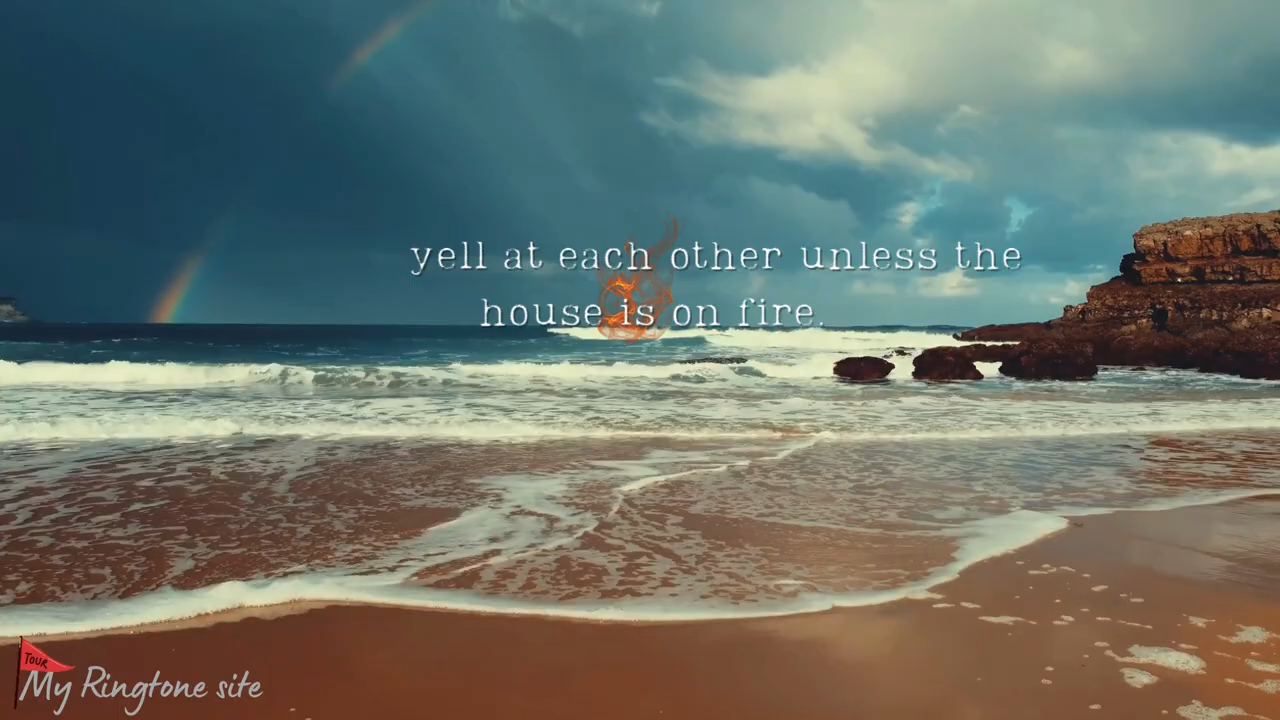 yell at each other unless the
house is on fire.
TOUR
My Ringtone site